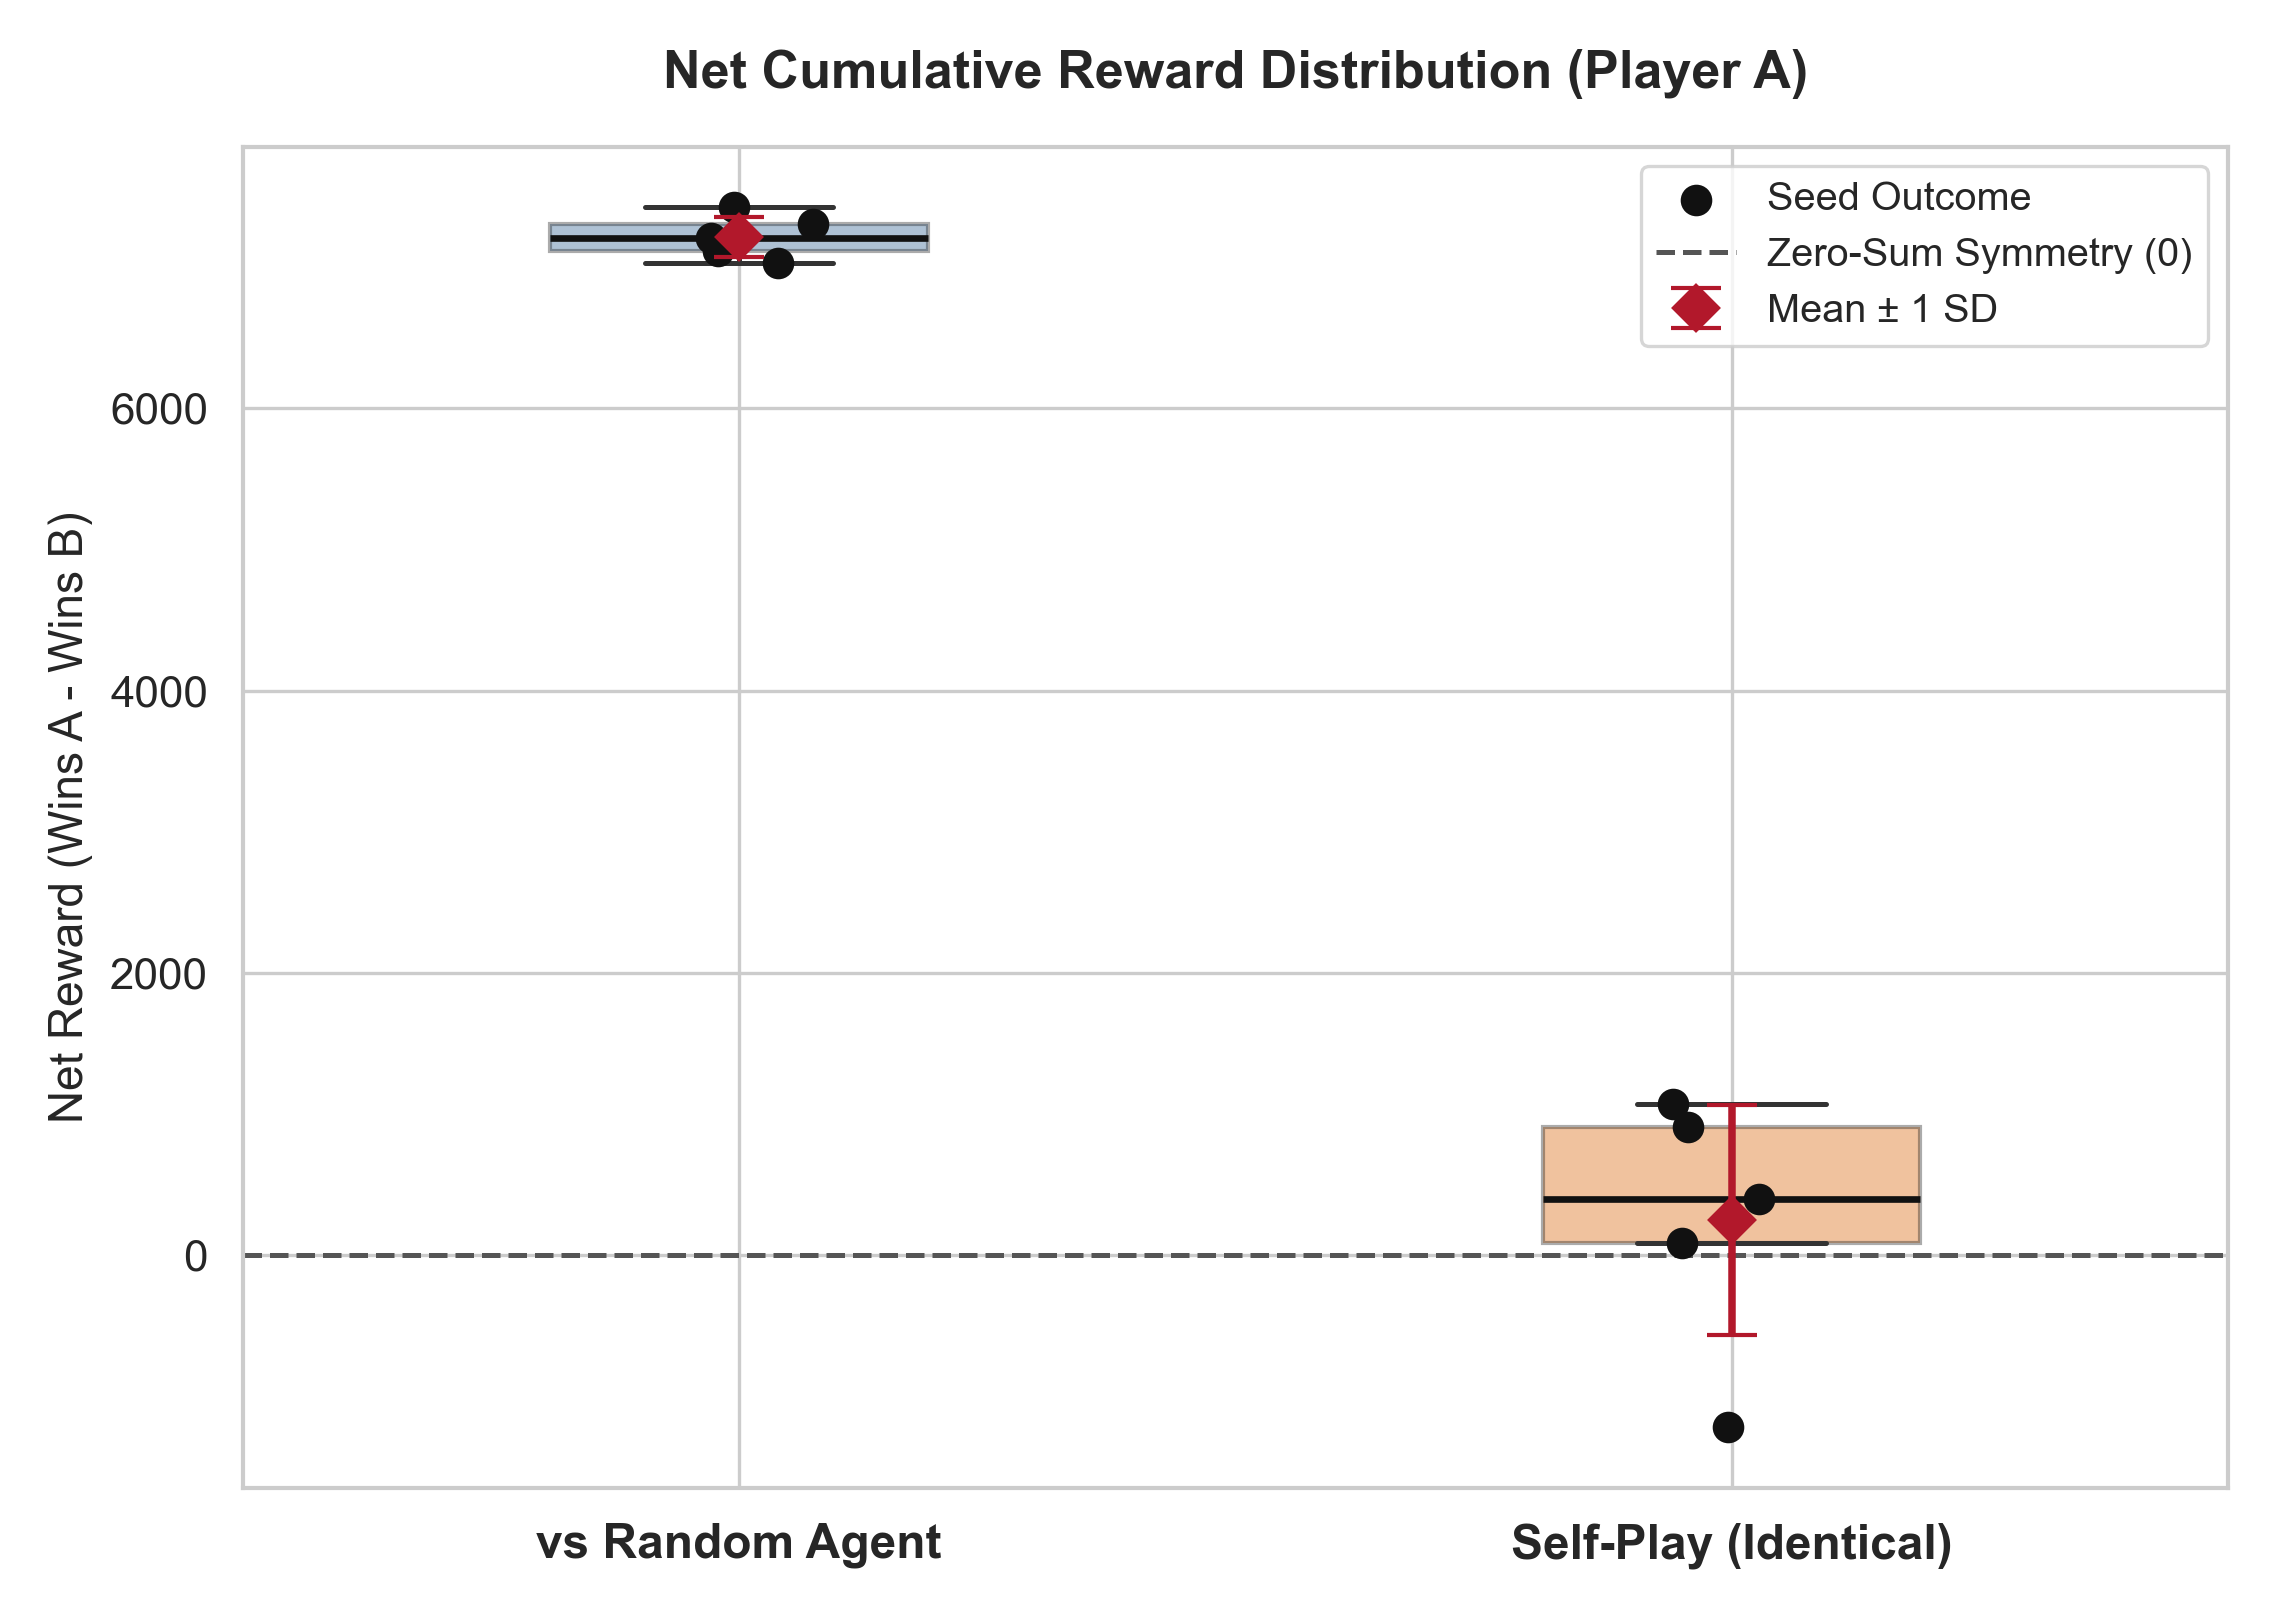 Net Cumulative Reward Distribution (Player A)
Seed Outcome
Zero-Sum Symmetry (0)
Mean ± 1 SD
Net Reward (Wins A - Wins B)
6000
4000
2000
0
vs Random Agent
Self-Play (Identical)